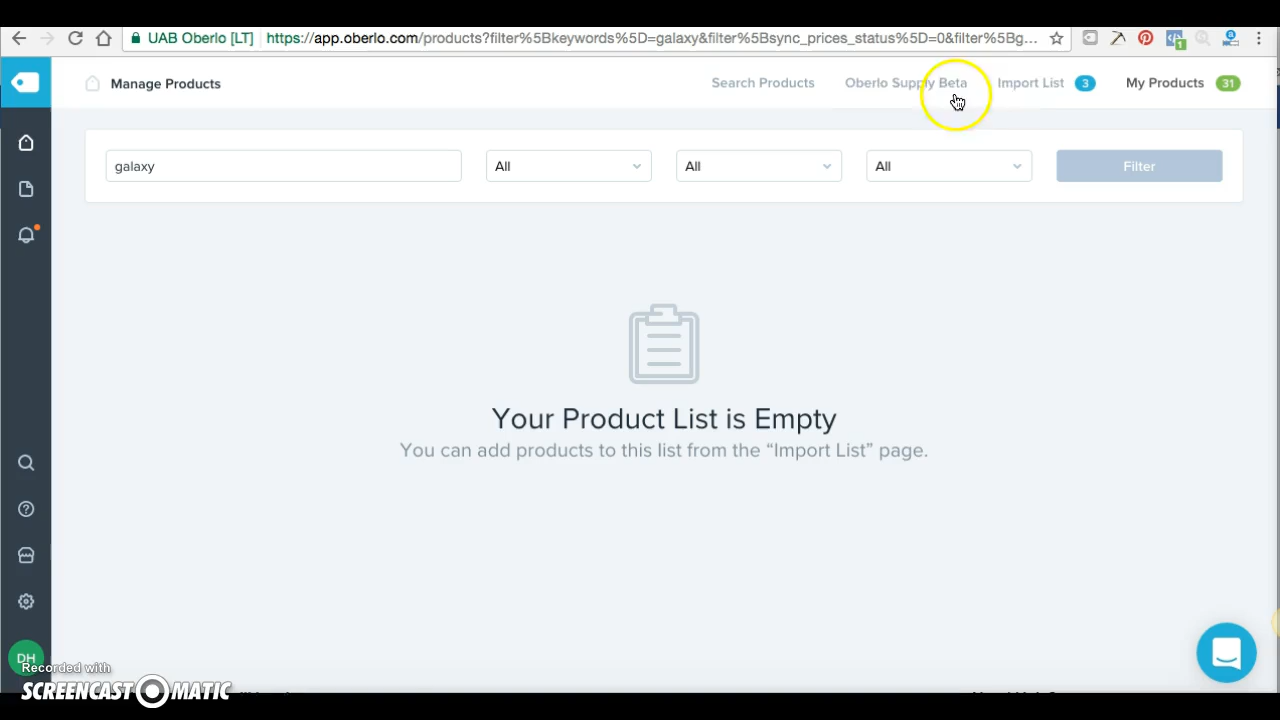 UAB Oberlo [LT] https://app.oberlo.com/products?filter%5Bkeywords%5D=galaxy&filter%5Bsync_prices_status%5D=0&filter%5Bg...
1
Manage Products Search Products Oberlo Supply Beta Import List 3 My Products 31
galaxy All All All Filter
Your Product List is Empty
You can add products to this list from the “Import List” page.
DH
Recorded with
SCREENCAST MATIC